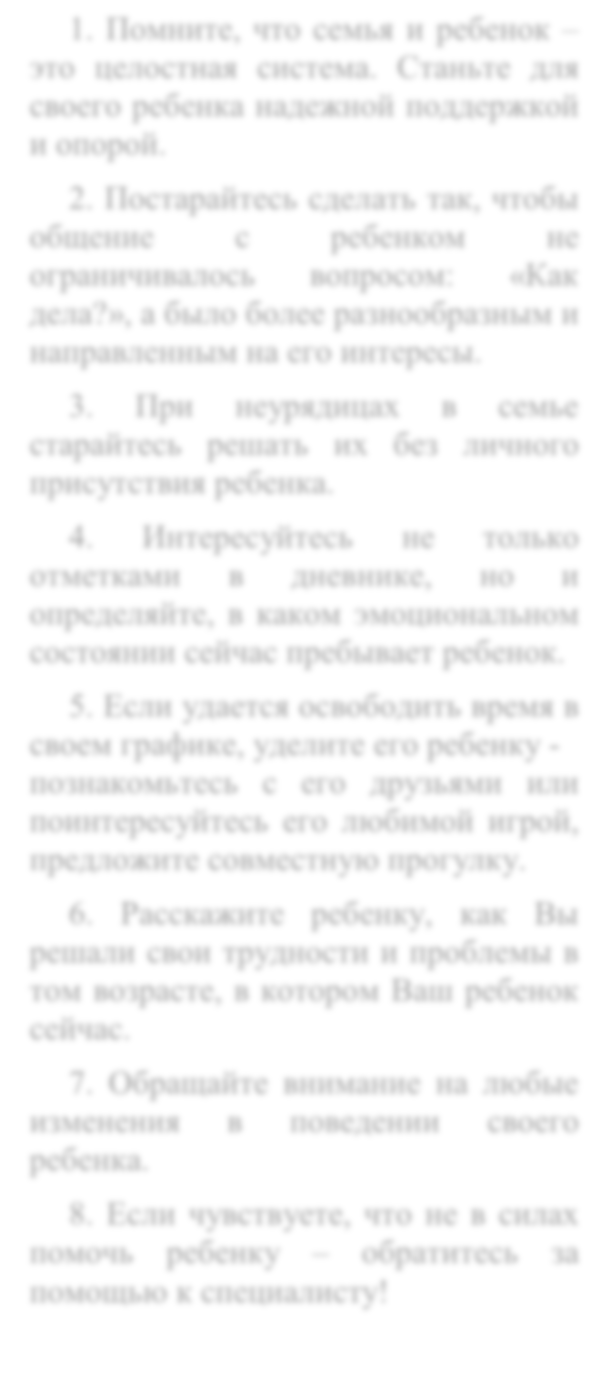 1. Помните, что семья и ребенок –
это целостная система. Станьте для
своего ребенка надежной поддержкой
и опорой.
2. Постарайтесь сделать так, чтобы
общение с ребенком не
ограничивалось вопросом: «Как
дела?», а было более разнообразным и
направленным на его интересы.
3. При неурядицах в семье
старайтесь решать их без личного
присутствия ребенка.
4. Интересуйтесь не только
отметками в дневнике, но и
определяйте, в каком эмоциональном
состоянии сейчас пребывает ребенок.
5. Если удается освободить время в
своем графике, уделите его ребенку -
познакомьтесь с его друзьями или
поинтересуйтесь его любимой игрой,
предложите совместную прогулку.
6. Расскажите ребенку, как Вы
решали свои трудности и проблемы в
том возрасте, в котором Ваш ребенок
сейчас.
7. Обращайте внимание на любые
изменения в поведении своего
ребенка.
8. Если чувствуете, что не в силах
помочь ребенку – обратитесь за
помощью к специалисту!